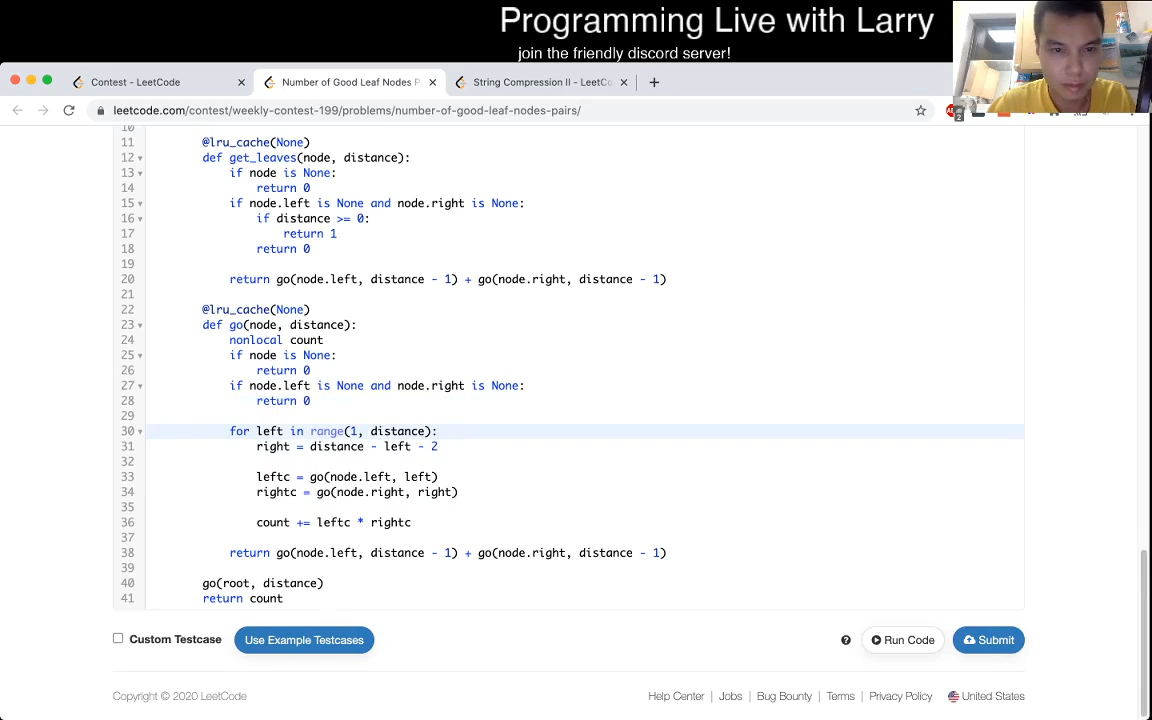 Programming Live with Larry
join the friendly discord server!
Contest - LeetCode
Number of Good Leaf Nodes P
String Compression II - LeetCo
leetcode.com/contest/weekly-contest-199/problems/number-of-good-leaf-nodes-pairs/
2
10
11 @lru_cache(None)
12 def get_leaves(node, distance):
13 if node is None:
14 return 0
15 if node.left is None and node.right is None:
16 if distance >= 0:
17 return 1
18 return 0
19
20 return go(node.left, distance - 1) + go(node.right, distance - 1)
21
22 @lru_cache(None)
23 def go(node, distance):
24 nonlocal count
25 if node is None:
26 return 0
27 if node.left is None and node.right is None:
28 return 0
29
30 for left in range(1, distance):
31 right = distance - left - 2
32
33 leftc = go(node.left, left)
34 rightc = go(node.right, right)
35
36 count += leftc * rightc
37
38 return go(node.left, distance - 1) + go(node.right, distance - 1)
39
40 go(root, distance)
41 return count
Custom Testcase
Use Example Testcases
? Run Code
Submit
Copyright © 2020 LeetCode
Help Center | Jobs | Bug Bounty | Terms | Privacy Policy
United States